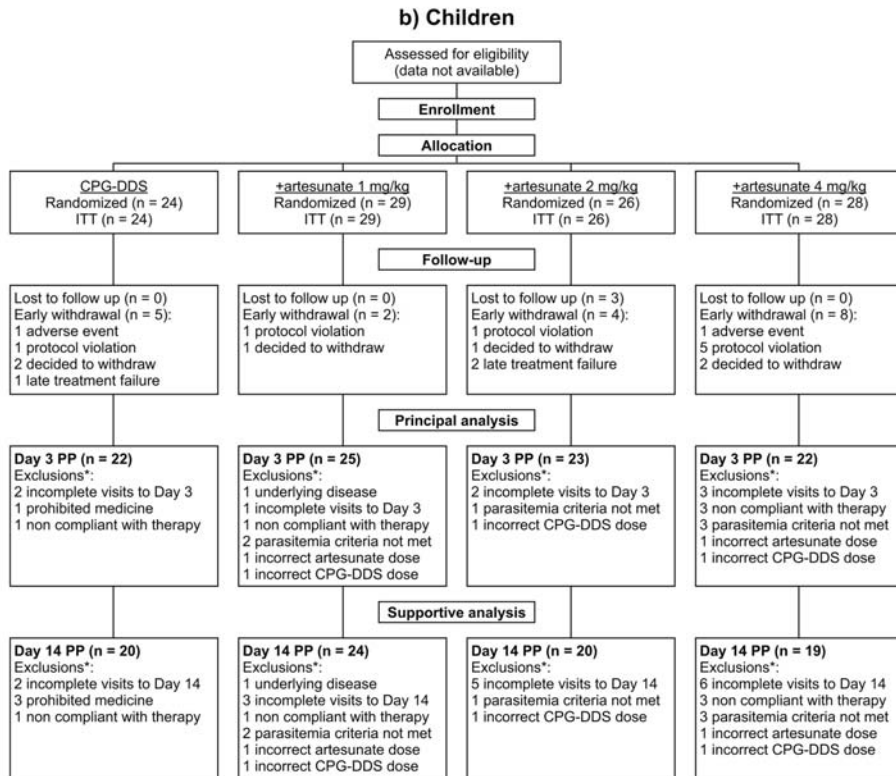 b) Children
Assessed for eligibility
(data not available)
Enrollment
Allocation
CPG-DDS
Randomized (n = 24)
ITT (n = 24)
+artesunate 1 mg/kg
Randomized (n = 29)
ITT (n = 29)
+artesunate 2 mg/kg
Randomized (n = 26)
ITT (n = 26)
+artesunate 4 mg/kg
Randomized (n = 28)
ITT (n = 28)
Follow-up
Lost to follow up (n = 0)
Early withdrawal (n = 5):
1 adverse event
1 protocol violation
2 decided to withdraw
1 late treatment failure
Lost to follow up (n = 0)
Early withdrawal (n = 2):
1 protocol violation
1 decided to withdraw
Lost to follow up (n = 3)
Early withdrawal (n = 4):
1 protocol violation
1 decided to withdraw
2 late treatment failure
Lost to follow up (n = 0)
Early withdrawal (n = 8):
1 adverse event
5 protocol violation
2 decided to withdraw
Principal analysis
Day 3 PP (n = 22)
Exclusions*:
2 incomplete visits to Day 3
1 prohibited medicine
1 non compliant with therapy
Day 3 PP (n = 25)
Exclusions*:
1 underlying disease
1 incomplete visits to Day 3
1 non compliant with therapy
2 parasitemia criteria not met
1 incorrect artesunate dose
1 incorrect CPG-DDS dose
Day 3 PP (n = 23)
Exclusions*:
2 incomplete visits to Day 3
1 parasitemia criteria not met
1 incorrect CPG-DDS dose
Day 3 PP (n = 22)
Exclusions*:
3 incomplete visits to Day 3
3 non compliant with therapy
3 parasitemia criteria not met
1 incorrect artesunate dose
1 incorrect CPG-DDS dose
Supportive analysis
Day 14 PP (n = 20)
Exclusions*:
2 incomplete visits to Day 14
3 prohibited medicine
1 non compliant with therapy
Day 14 PP (n = 24)
Exclusions*:
1 underlying disease
3 incomplete visits to Day 14
1 non compliant with therapy
2 parasitemia criteria not met
1 incorrect artesunate dose
1 incorrect CPG-DDS dose
Day 14 PP (n = 20)
Exclusions*:
5 incomplete visits to Day 14
1 parasitemia criteria not met
1 incorrect CPG-DDS dose
Day 14 PP (n = 19)
Exclusions*:
6 incomplete visits to Day 14
3 non compliant with therapy
3 parasitemia criteria not met
1 incorrect artesunate dose
1 incorrect CPG-DDS dose